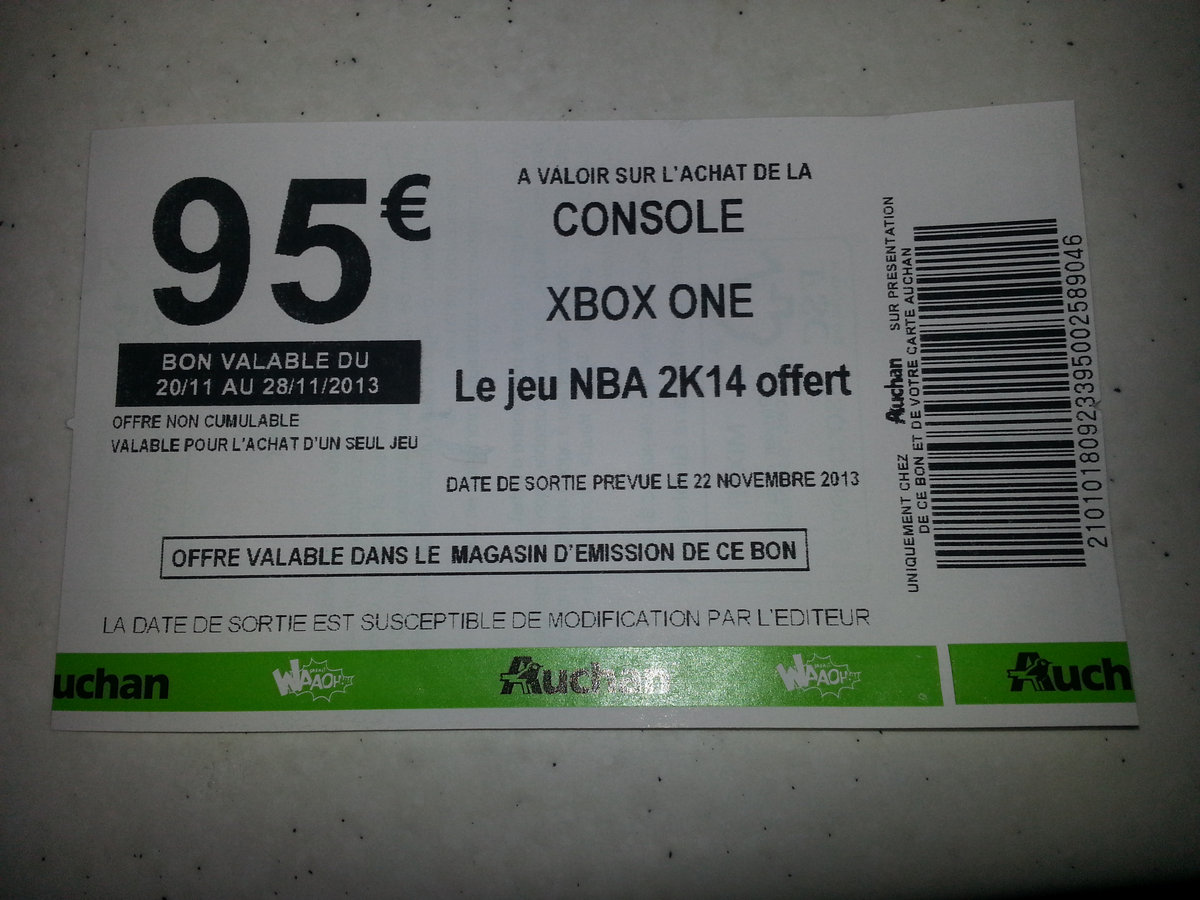 95€
BON VALABLE DU
20/11 AU 28/11/2013
OFFRE NON CUMULABLE
VALABLE POUR L'ACHAT D'UN SEUL JEU
A VALOIR SUR L'ACHAT DE LA
CONSOLE
XBOX ONE
Le jeu NBA 2K14 offert
DATE DE SORTIE PREVUE LE 22 NOVEMBRE 2013
OFFRE VALABLE DANS LE MAGASIN D'EMISSION DE CE BON
LA DATE DE SORTIE EST SUSCEPTIBLE DE MODIFICATION PAR L'EDITEUR
UNIQUEMENT CHEZ Auchan SUR PRESENTATION
DE CE BON ET DE VOTRE CARTE AUCHAN
2101018092339500002589046
uchan WAAOH Auchan WAAOH Auch